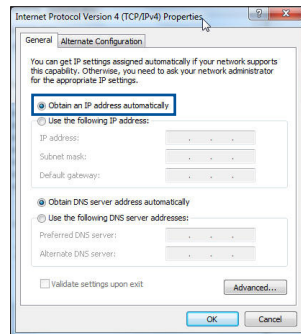 Internet Protocol Version 4 (TCP/IPv4) Properties
General
Alternate Configuration
You can get IP settings assigned automatically if your network supports
this capability. Otherwise, you need to ask your network administrator
for the appropriate IP settings.
Obtain an IP address automatically
Use the following IP address:
IP address:
Subnet mask:
Default gateway:
Obtain DNS server address automatically
Use the following DNS server addresses:
Preferred DNS server:
Alternate DNS server:
Validate settings upon exit
Advanced...
OK
Cancel